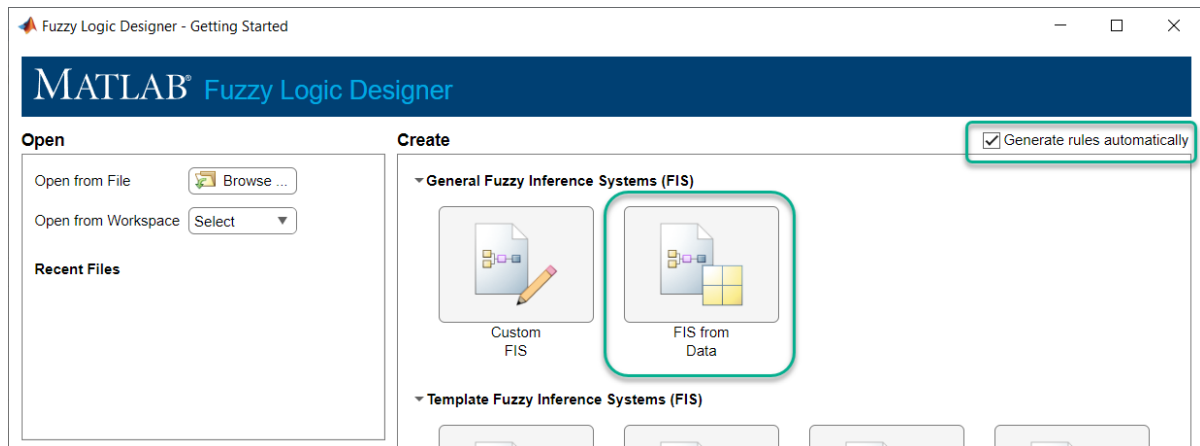 Fuzzy Logic Designer - Getting Started
MATLAB® Fuzzy Logic Designer
Open
Open from File Browse ...
Open from Workspace Select
Recent Files
Create
Generate rules automatically
General Fuzzy Inference Systems (FIS)
Custom
FIS
FIS from
Data
Template Fuzzy Inference Systems (FIS)